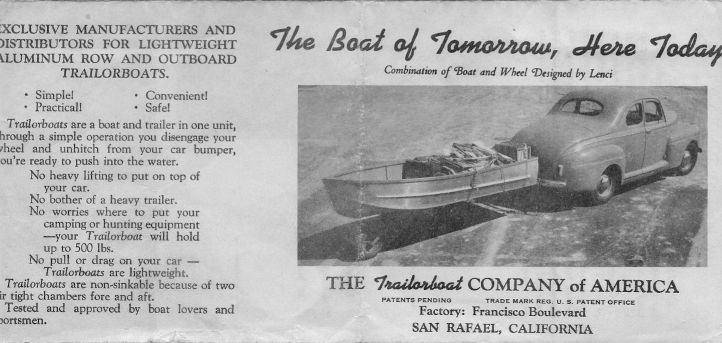 EXCLUSIVE MANUFACTURERS AND
DISTRIBUTORS FOR LIGHTWEIGHT
ALUMINUM ROW AND OUTBOARD
TRAILORBOATS.
• Simple! • Convenient!
• Practical! • Safe!
Trailorboats are a boat and trailer in one unit,
through a simple operation you disengage your
wheel and unhitch from your car bumper,
you're ready to push into the water.
No heavy lifting to put on top of
your car.
No bother of a heavy trailer.
No worries where to put your
camping or hunting equipment
—your Trailorboat will hold
up to 500 lbs.
No pull or drag on your car —
Trailorboats are lightweight.
Trailorboats are non-sinkable because of two
air tight chambers fore and aft.
Tested and approved by boat lovers and
sportsmen.
The Boat of Tomorrow, Here Today
Combination of Boat and Wheel Designed by Lenci
THE Trailorboat COMPANY of AMERICA
PATENTS PENDING TRADE MARK REG. U. S. PATENT OFFICE
Factory: Francisco Boulevard
SAN RAFAEL, CALIFORNIA